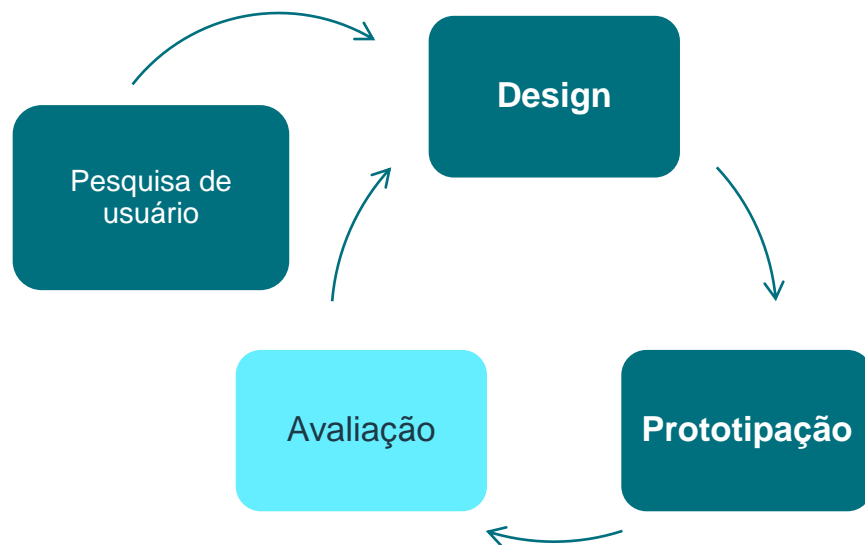 Design
Pesquisa de
usuário
Avaliação
Prototipação